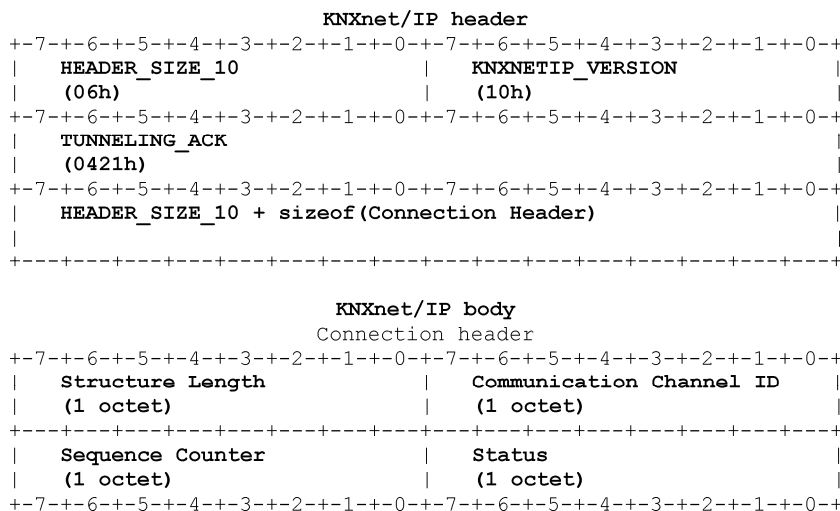 KNXnet/IP header
+-7-+-6-+-5-+-4-+-3-+-2-+-1-+-0-+-7-+-6-+-5-+-4-+-3-+-2-+-1-+-0-+
| HEADER_SIZE_10 | KNXNETIP_VERSION |
| (06h) | (10h) |
+-7-+-6-+-5-+-4-+-3-+-2-+-1-+-0-+-7-+-6-+-5-+-4-+-3-+-2-+-1-+-0-+
| TUNNELING_ACK |
| (0421h) |
+-7-+-6-+-5-+-4-+-3-+-2-+-1-+-0-+-7-+-6-+-5-+-4-+-3-+-2-+-1-+-0-+
| HEADER_SIZE_10 + sizeof(Connection Header) |
| |
+---+---+---+---+---+---+---+---+---+---+---+---+---+---+---+---+
KNXnet/IP body
Connection header
+-7-+-6-+-5-+-4-+-3-+-2-+-1-+-0-+-7-+-6-+-5-+-4-+-3-+-2-+-1-+-0-+
| Structure Length | Communication Channel ID |
| (1 octet) | (1 octet) |
+---+---+---+---+---+---+---+---+---+---+---+---+---+---+---+---+
| Sequence Counter | Status |
| (1 octet) | (1 octet) |
+-7-+-6-+-5-+-4-+-3-+-2-+-1-+-0-+-7-+-6-+-5-+-4-+-3-+-2-+-1-+-0-+